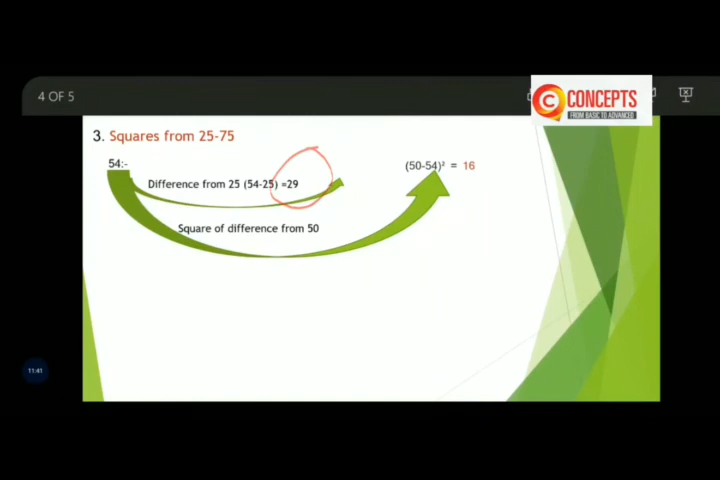 4 OF 5
CONCEPTS
FROM BASIC TO ADVANCED
3. Squares from 25-75
54:-
(50-54)² = 16
Difference from 25 (54-25) =29
Square of difference from 50
11:41